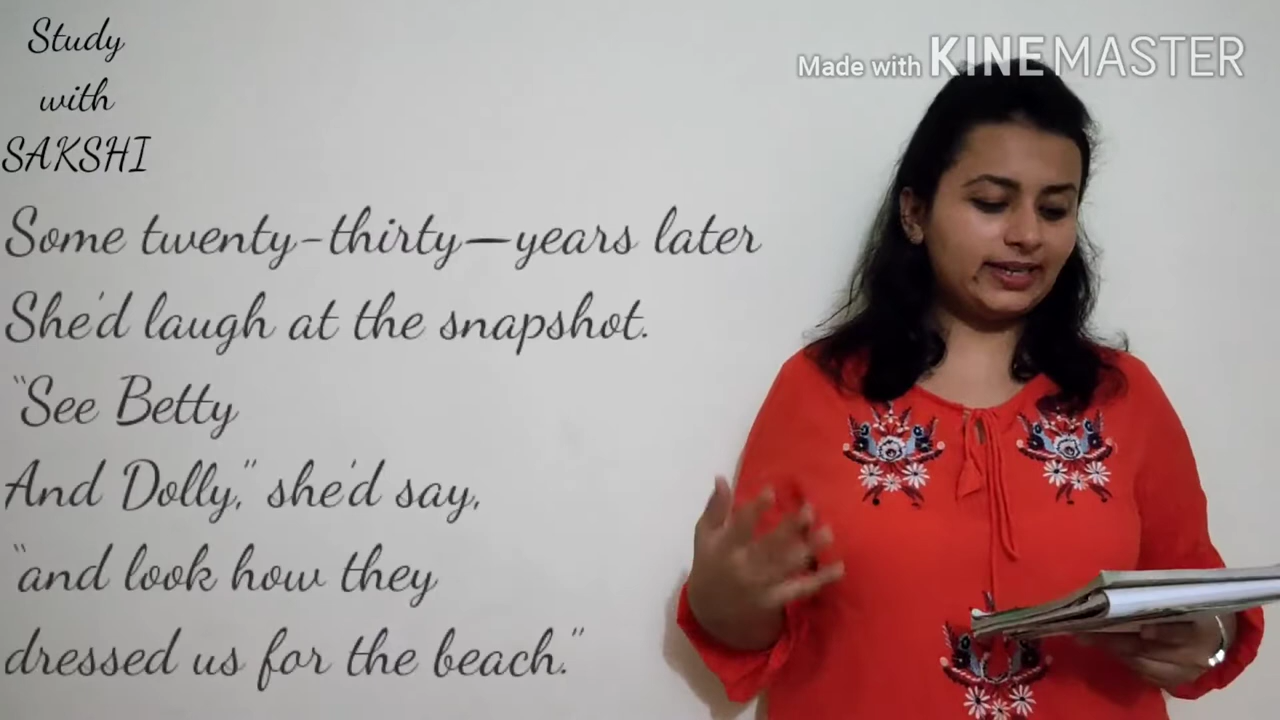 Study
with
SAKSHI
Made with KINEMASTER
Some twenty-thirty—years later
She'd laugh at the snapshot.
"See Betty
And Dolly," she'd say,
"and look how they
dressed us for the beach."